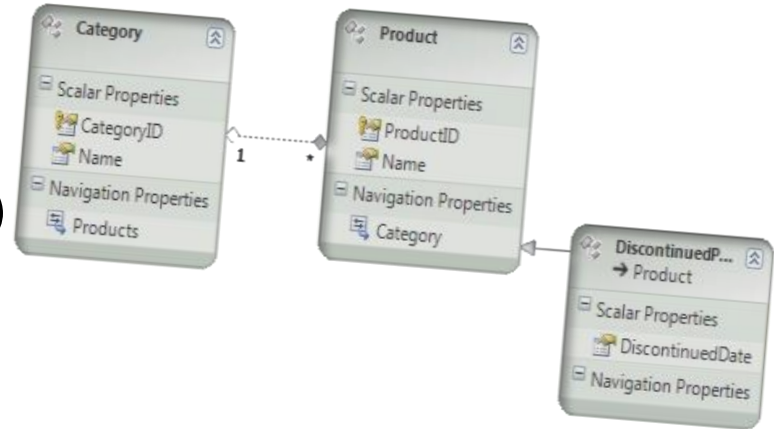 Category
Scalar Properties
CategoryID
Name
Navigation Properties
Products
1
*
Product
Scalar Properties
ProductID
Name
Navigation Properties
Category
DiscontinuedP...
Product
Scalar Properties
DiscontinuedDate
Navigation Properties